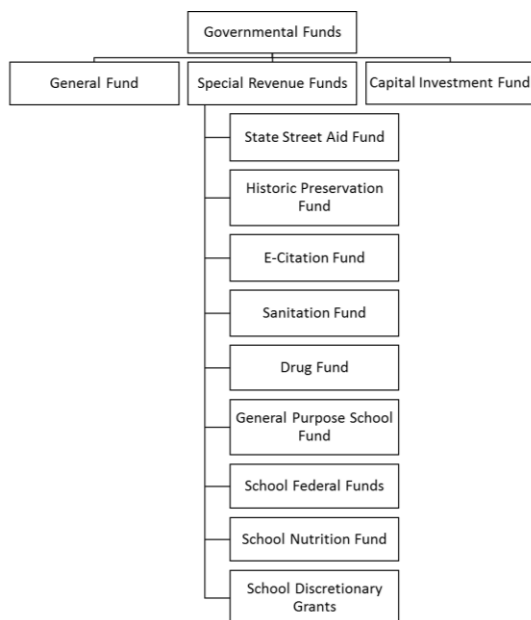 Governmental Funds
General Fund
Special Revenue Funds
Capital Investment Fund
State Street Aid Fund
Historic Preservation
Fund
E-Citation Fund
Sanitation Fund
Drug Fund
General Purpose School
Fund
School Federal Funds
School Nutrition Fund
School Discretionary
Grants